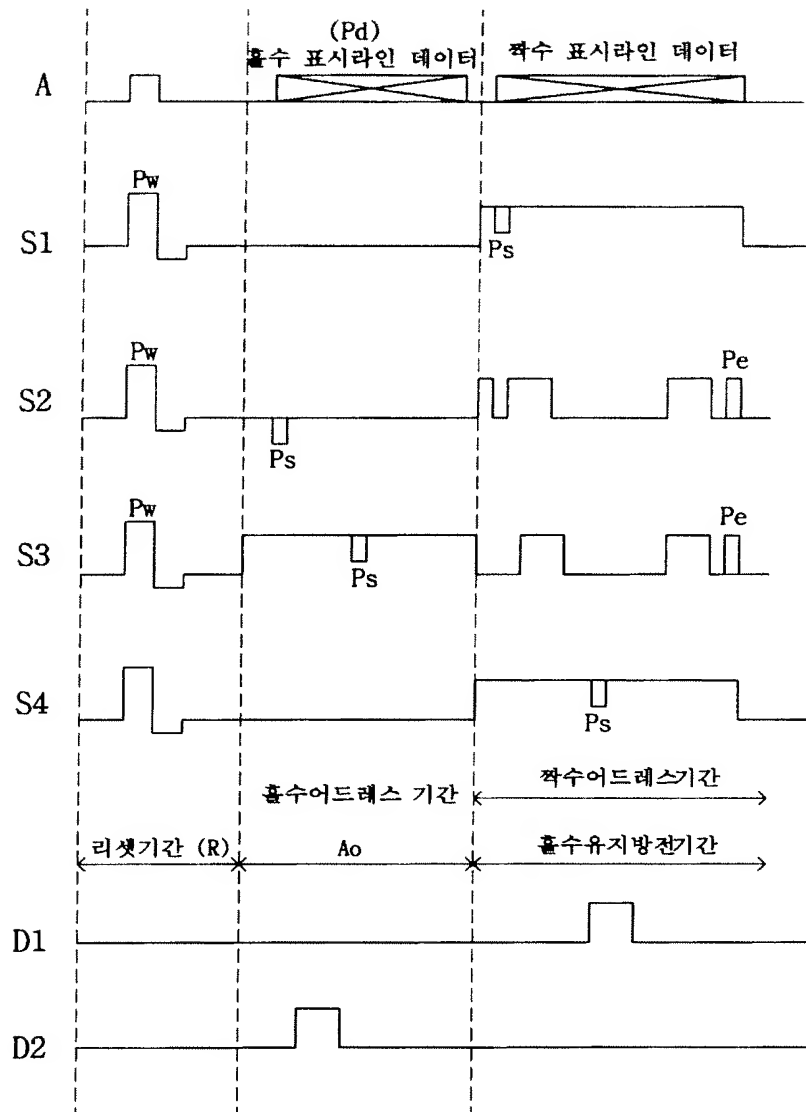 (Pd)
홀수 표시라인 데이터
짝수 표시라인 데이터
A
Pw
S1
Ps
Pw
Pe
S2
Ps
Pw
Pe
S3
Ps
S4
Ps
홀수어드레스 기간
짝수어드레스기간
리셋기간 (R)
Ao
홀수유지방전기간
D1
D2